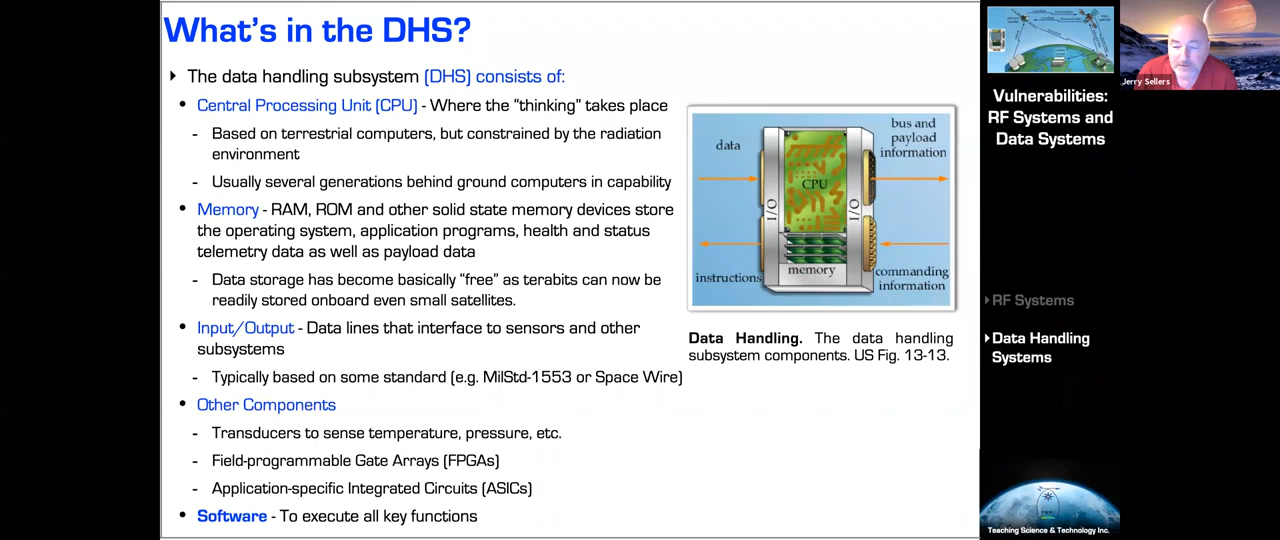 What's in the DHS?
The data handling subsystem (DHS) consists of:
• Central Processing Unit (CPU) - Where the “thinking” takes place
- Based on terrestrial computers, but constrained by the radiation
environment
- Usually several generations behind ground computers in capability
• Memory - RAM, ROM and other solid state memory devices store
the operating system, application programs, health and status
telemetry data as well as payload data
- Data storage has become basically “free” as terabits can now be
readily stored onboard even small satellites.
• Input/Output - Data lines that interface to sensors and other
subsystems
- Typically based on some standard (e.g. MilStd-1553 or Space Wire)
• Other Components
- Transducers to sense temperature, pressure, etc.
- Field-programmable Gate Arrays (FPGAs)
- Application-specific Integrated Circuits (ASICs)
• Software - To execute all key functions
data
bus and
payload
information
CPU
I/O
I/O
memory
instructions
commanding
information
Data Handling. The data handling
subsystem components. US Fig. 13-13.
Jerry Sellers
Vulnerabilities:
RF Systems and
Data Systems
RF Systems
Data Handling
Systems
Teaching Science & Technology Inc.